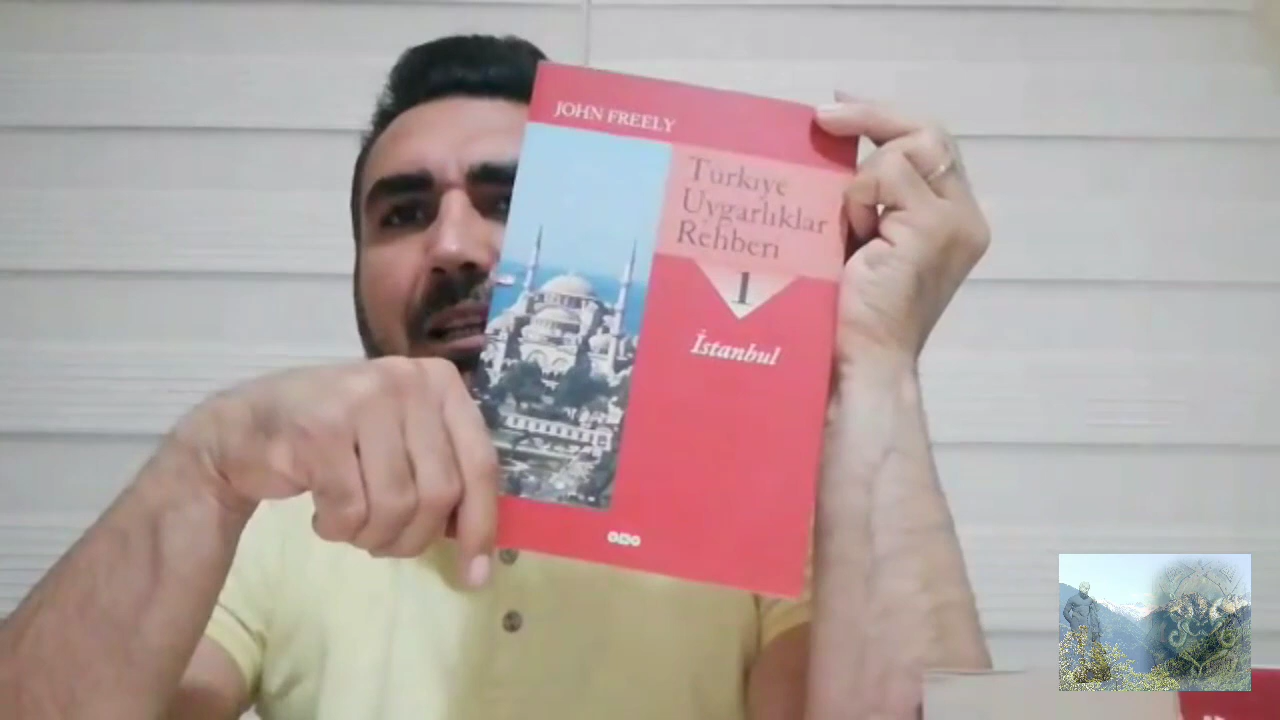 JOHN FREELY
Türkiye
Uygarlıklar
Rehberi
1
İstanbul